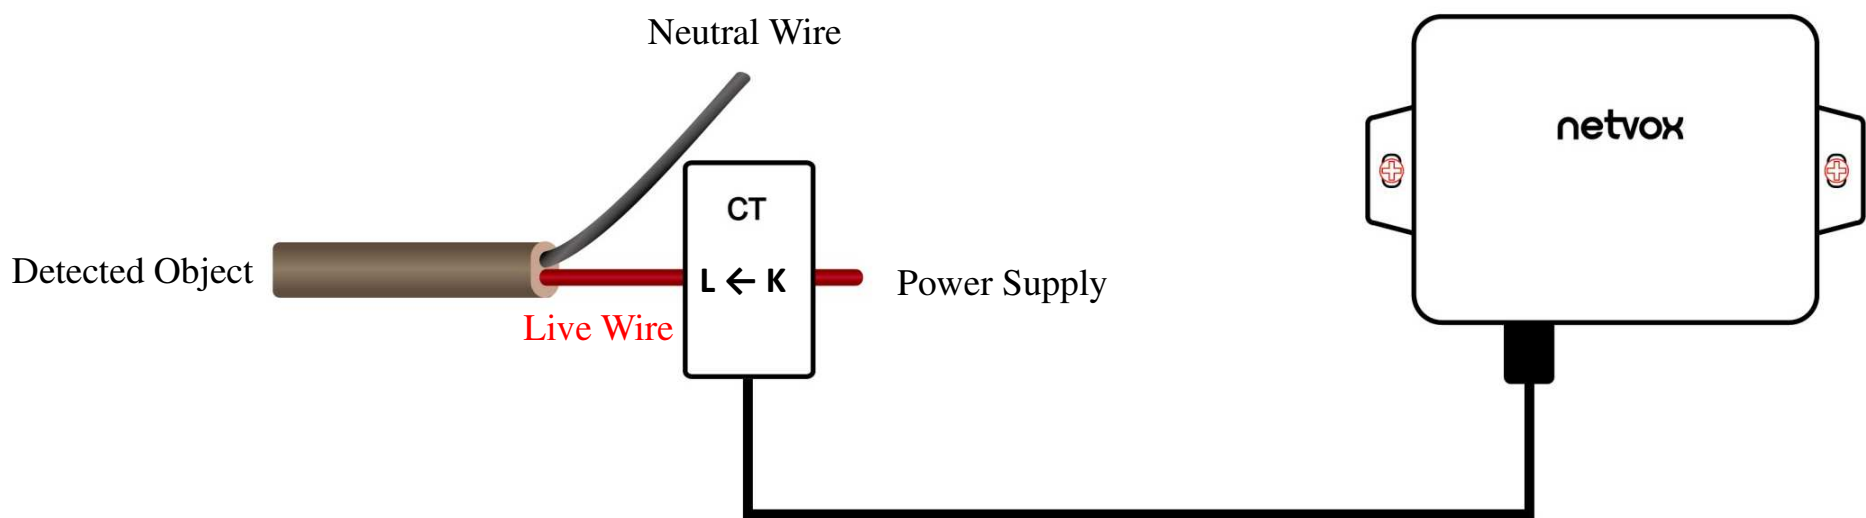 Neutral Wire
netvox
CT
Detected Object
L ← K
Power Supply
Live Wire